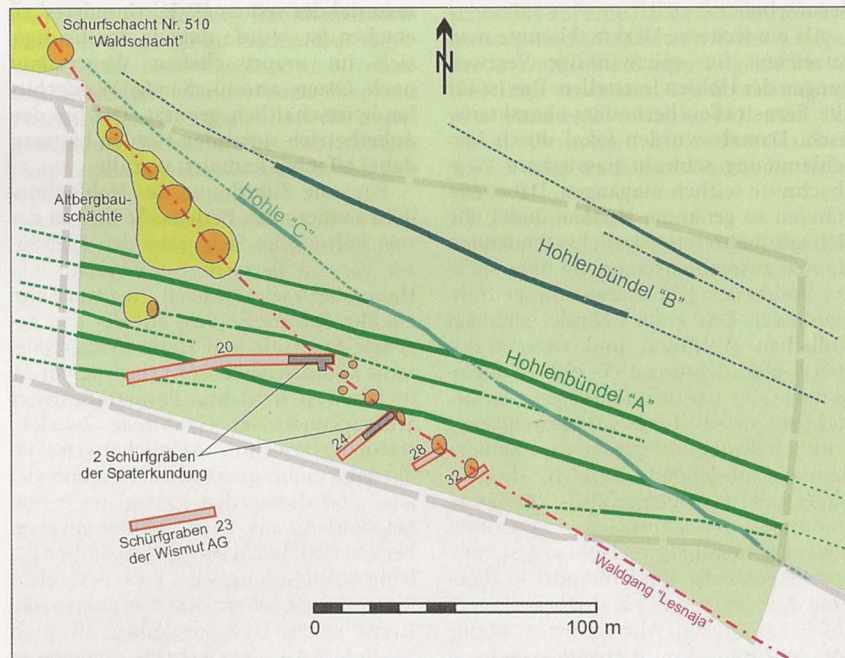 Schurfschacht Nr. 510
"Waldschacht"
N
Altbergbau-
schächte
Hohle "C"
Hohlenbündel "B"
Hohlenbündel "A"
20
24
28
32
2 Schürfgräben
der Spaterkundung
23
Schürfgraben
der Wismut AG
Waldgang "Lesnaja"
0
100 m